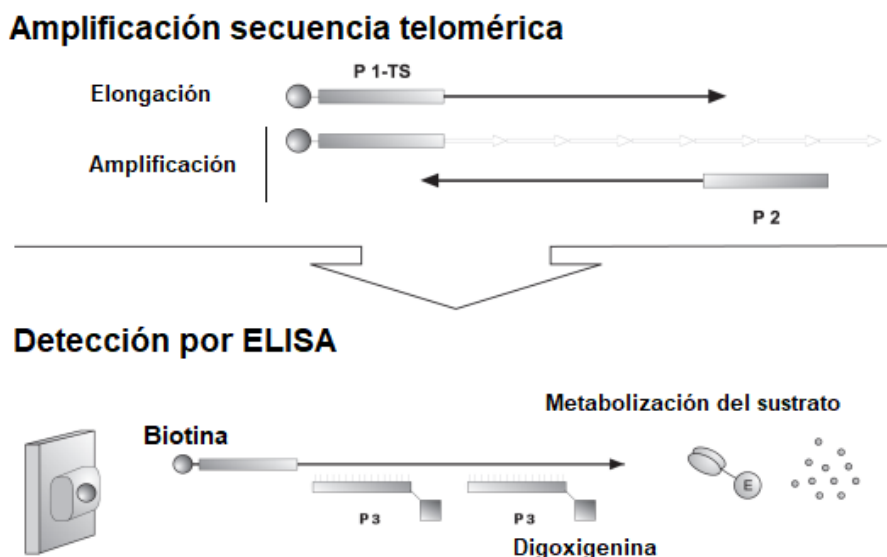 Amplificación secuencia telomérica
P 1-TS
Elongación
Amplificación
P 2
Detección por ELISA
Metabolización del sustrato
Biotina
E
P 3
P 3
Digoxigenina